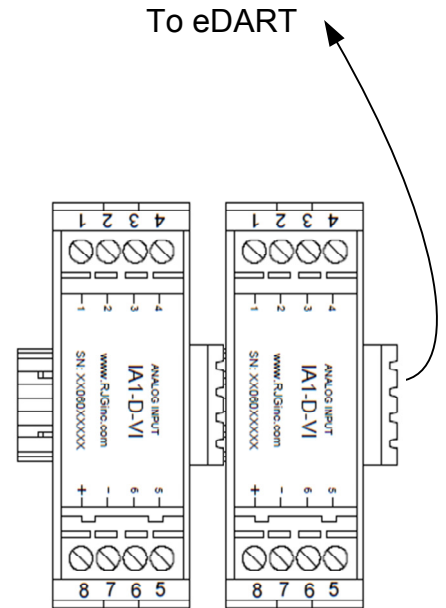 To eDART
1 2 3 4
1 2 3 4
ANALOG INPUT
IA1-D-VI
www.RJGinc.com
SN: XX060XXXXX
+ - 6 5
8 7 6 5
1 2 3 4
1 2 3 4
ANALOG INPUT
IA1-D-VI
www.RJGinc.com
SN: XX060XXXXX
+ - 6 5
8 7 6 5